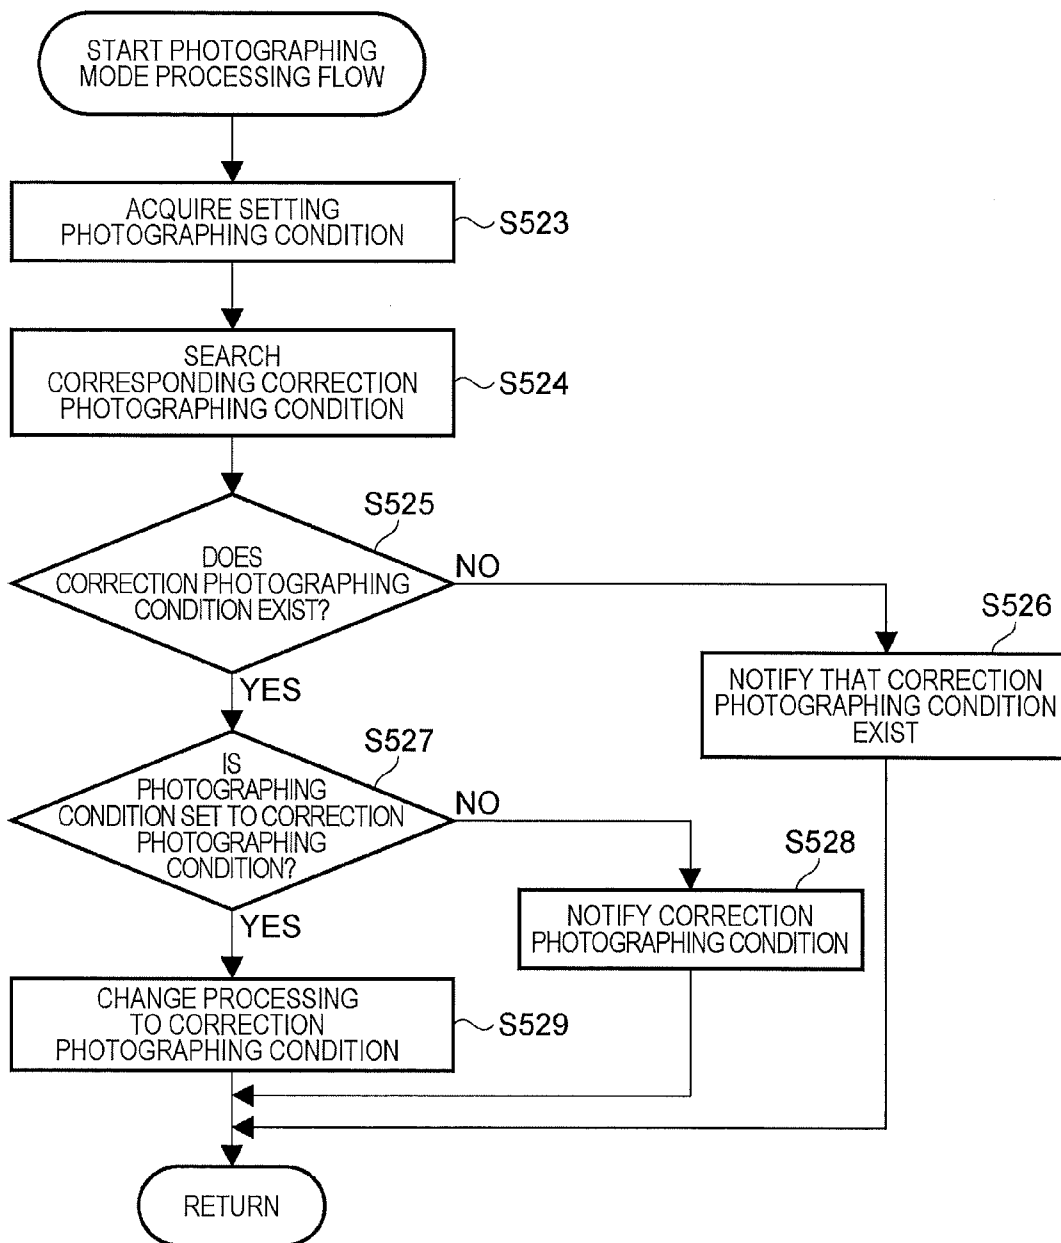 START PHOTOGRAPHING
MODE PROCESSING FLOW
ACQUIRE SETTING
PHOTOGRAPHING CONDITION
S523
SEARCH
CORRESPONDING CORRECTION
PHOTOGRAPHING CONDITION
S524
S525
DOES
CORRECTION PHOTOGRAPHING
CONDITION EXIST?
NO
YES
S526
NOTIFY THAT CORRECTION
PHOTOGRAPHING CONDITION
EXIST
S527
IS
PHOTOGRAPHING
CONDITION SET TO CORRECTION
PHOTOGRAPHING
CONDITION?
NO
YES
S528
NOTIFY CORRECTION
PHOTOGRAPHING CONDITION
CHANGE PROCESSING
TO CORRECTION
PHOTOGRAPHING CONDITION
S529
RETURN